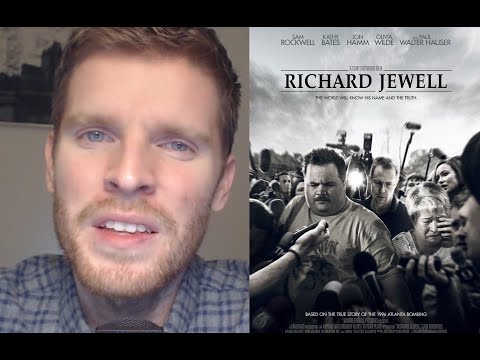 SAM ROCKWELL KATHY BATES JON HAMM OLIVIA WILDE AND PAUL WALTER HAUSER
RICHARD JEWELL
THE WORLD WILL KNOW HIS NAME AND THE TRUTH.
BASED ON THE TRUE STORY OF THE 1996 ATLANTA BOMBING